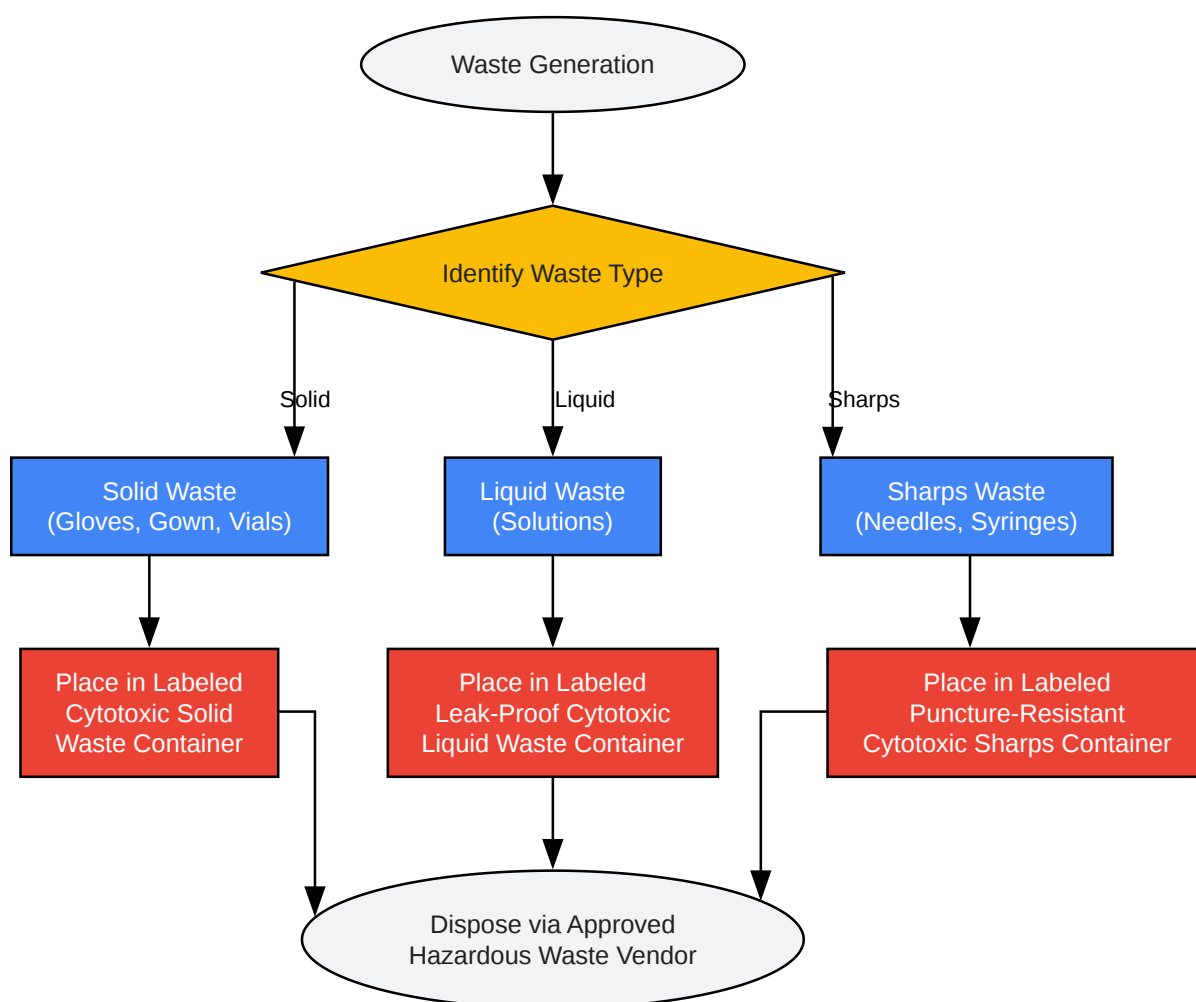 Waste Generation
Identify Waste Type
Solid
Liquid
Sharps
Solid Waste
(Gloves, Gown, Vials)
Liquid Waste
(Solutions)
Sharps Waste
(Needles, Syringes)
Place in Labeled
Cytotoxic Solid
Waste Container
Place in Labeled
Leak-Proof Cytotoxic
Liquid Waste Container
Place in Labeled
Puncture-Resistant
Cytotoxic Sharps Container
Dispose via Approved
Hazardous Waste Vendor